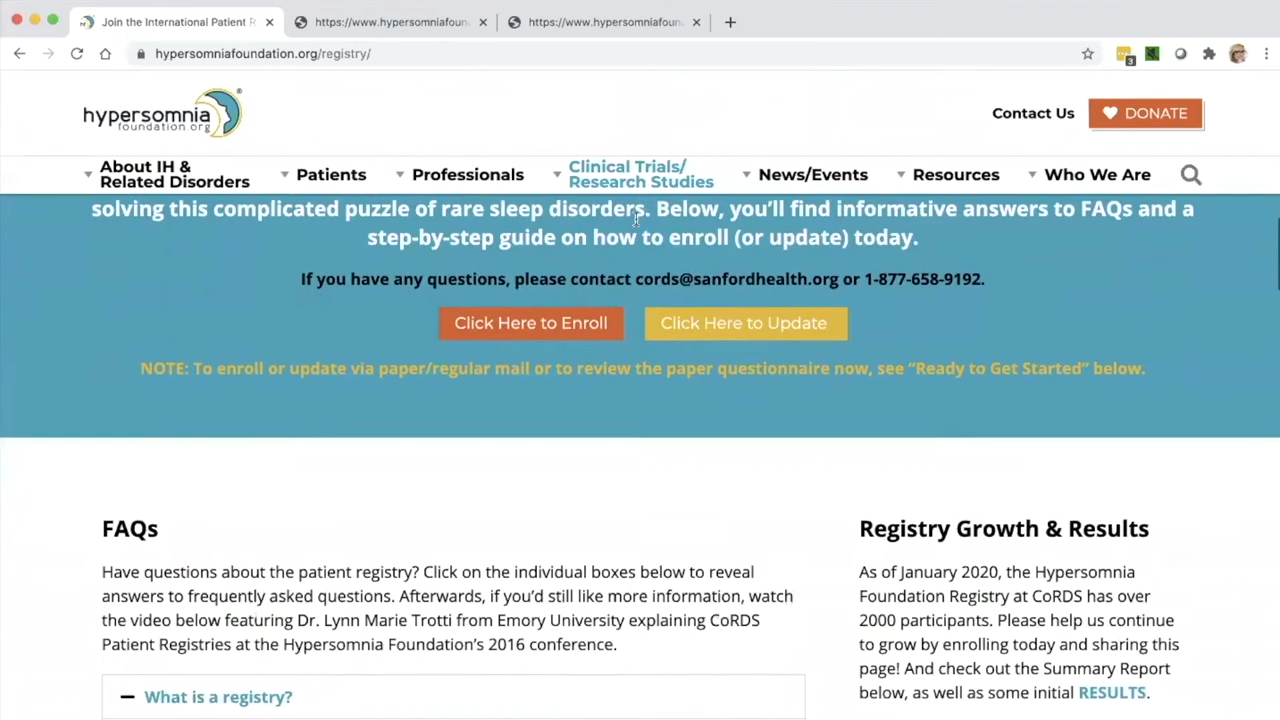 Join the International Patient R
https://www.hypersomniafoun
https://www.hypersomniafoun
hypersomniafoundation.org/registry/
3
hypersomnia
foundation.org
®
Contact Us
DONATE
About IH &
Related Disorders
Patients
Professionals
Clinical Trials/
Research Studies
News/Events
Resources
Who We Are
solving this complicated puzzle of rare sleep disorders. Below, you’ll find informative answers to FAQs and a
step-by-step guide on how to enroll (or update) today.
If you have any questions, please contact cords@sanfordhealth.org or 1-877-658-9192.
Click Here to Enroll
Click Here to Update
NOTE: To enroll or update via paper/regular mail or to review the paper questionnaire now, see “Ready to Get Started” below.
FAQs
Have questions about the patient registry? Click on the individual boxes below to reveal
answers to frequently asked questions. Afterwards, if you’d still like more information, watch
the video below featuring Dr. Lynn Marie Trotti from Emory University explaining CoRDS
Patient Registries at the Hypersomnia Foundation’s 2016 conference.
What is a registry?
Registry Growth & Results
As of January 2020, the Hypersomnia
Foundation Registry at CoRDS has over
2000 participants. Please help us continue
to grow by enrolling today and sharing this
page! And check out the Summary Report
below, as well as some initial RESULTS.